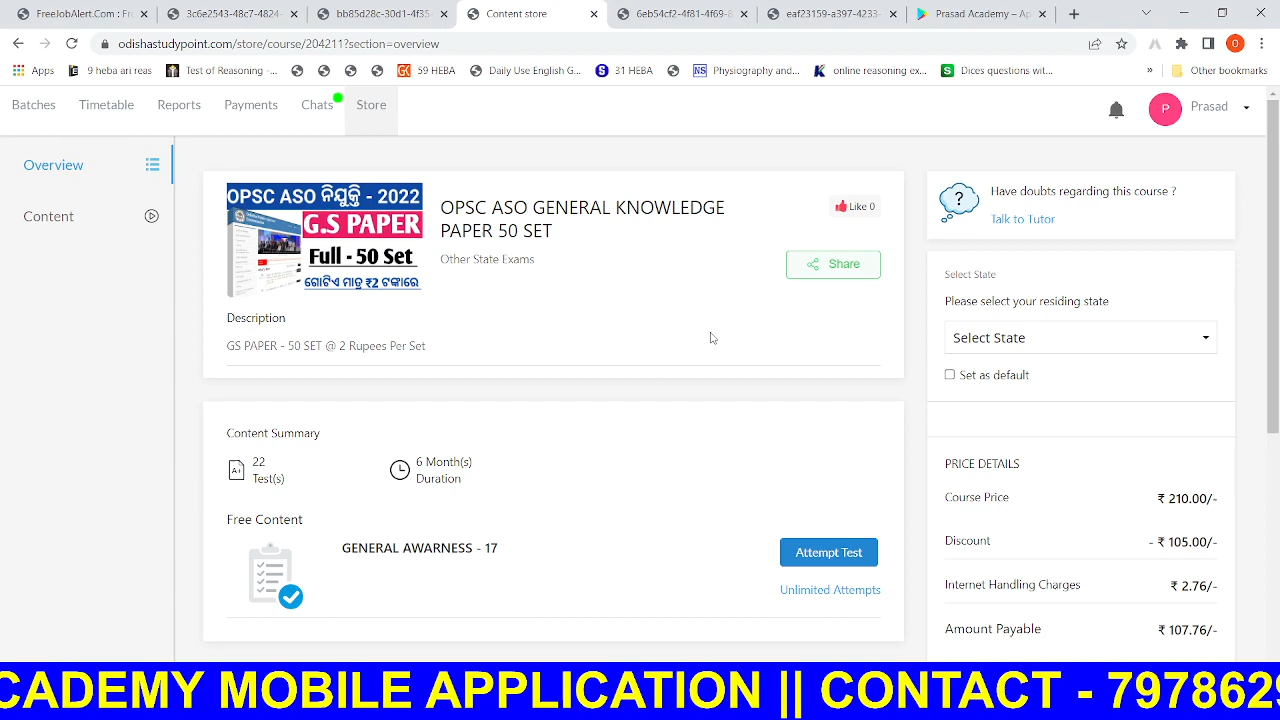 FreeJobAlert.Com : Fr
3c6e2543-48c7-4824-
bb85d28c-30d1-4f35-
Content store
6eb54cf2-4f81-4f69-8
eaf23159-a397-4233-
Prasad Academy – Ap
odishastudypoint.com/store/course/204211?section=overview
Apps
9 heba ari reas
Test of Reasoning -...
59 HEBA
Daily Use English G...
31 HEBA
Physiography and...
online reasoning ex...
Dices questions wit...
»
Other bookmarks
Batches
Timetable
Reports
Payments
Chats
Store
P
Prasad
Overview
Content
OPSC ASO ନିଯୁକ୍ତି - 2022
G.S PAPER
Full - 50 Set
ଗୋଟିଏ ମାତ୍ର ₹2 ଟଙ୍କାରେ
OPSC ASO GENERAL KNOWLEDGE
PAPER 50 SET
Other State Exams
Like 0
Share
Description
GS PAPER - 50 SET @ 2 Rupees Per Set
Have doubts regarding this course ?
Talk to Tutor
Select State
Please select your residing state
Select State
Set as default
Content Summary
22
Test(s)
6 Month(s)
Duration
Free Content
GENERAL AWARNESS - 17
Attempt Test
Unlimited Attempts
PRICE DETAILS
Course Price
₹ 210.00/-
Discount
- ₹ 105.00/-
Internet Handling Charges
₹ 2.76/-
Amount Payable
₹ 107.76/-
CADEMY MOBILE APPLICATION || CONTACT - 7978629